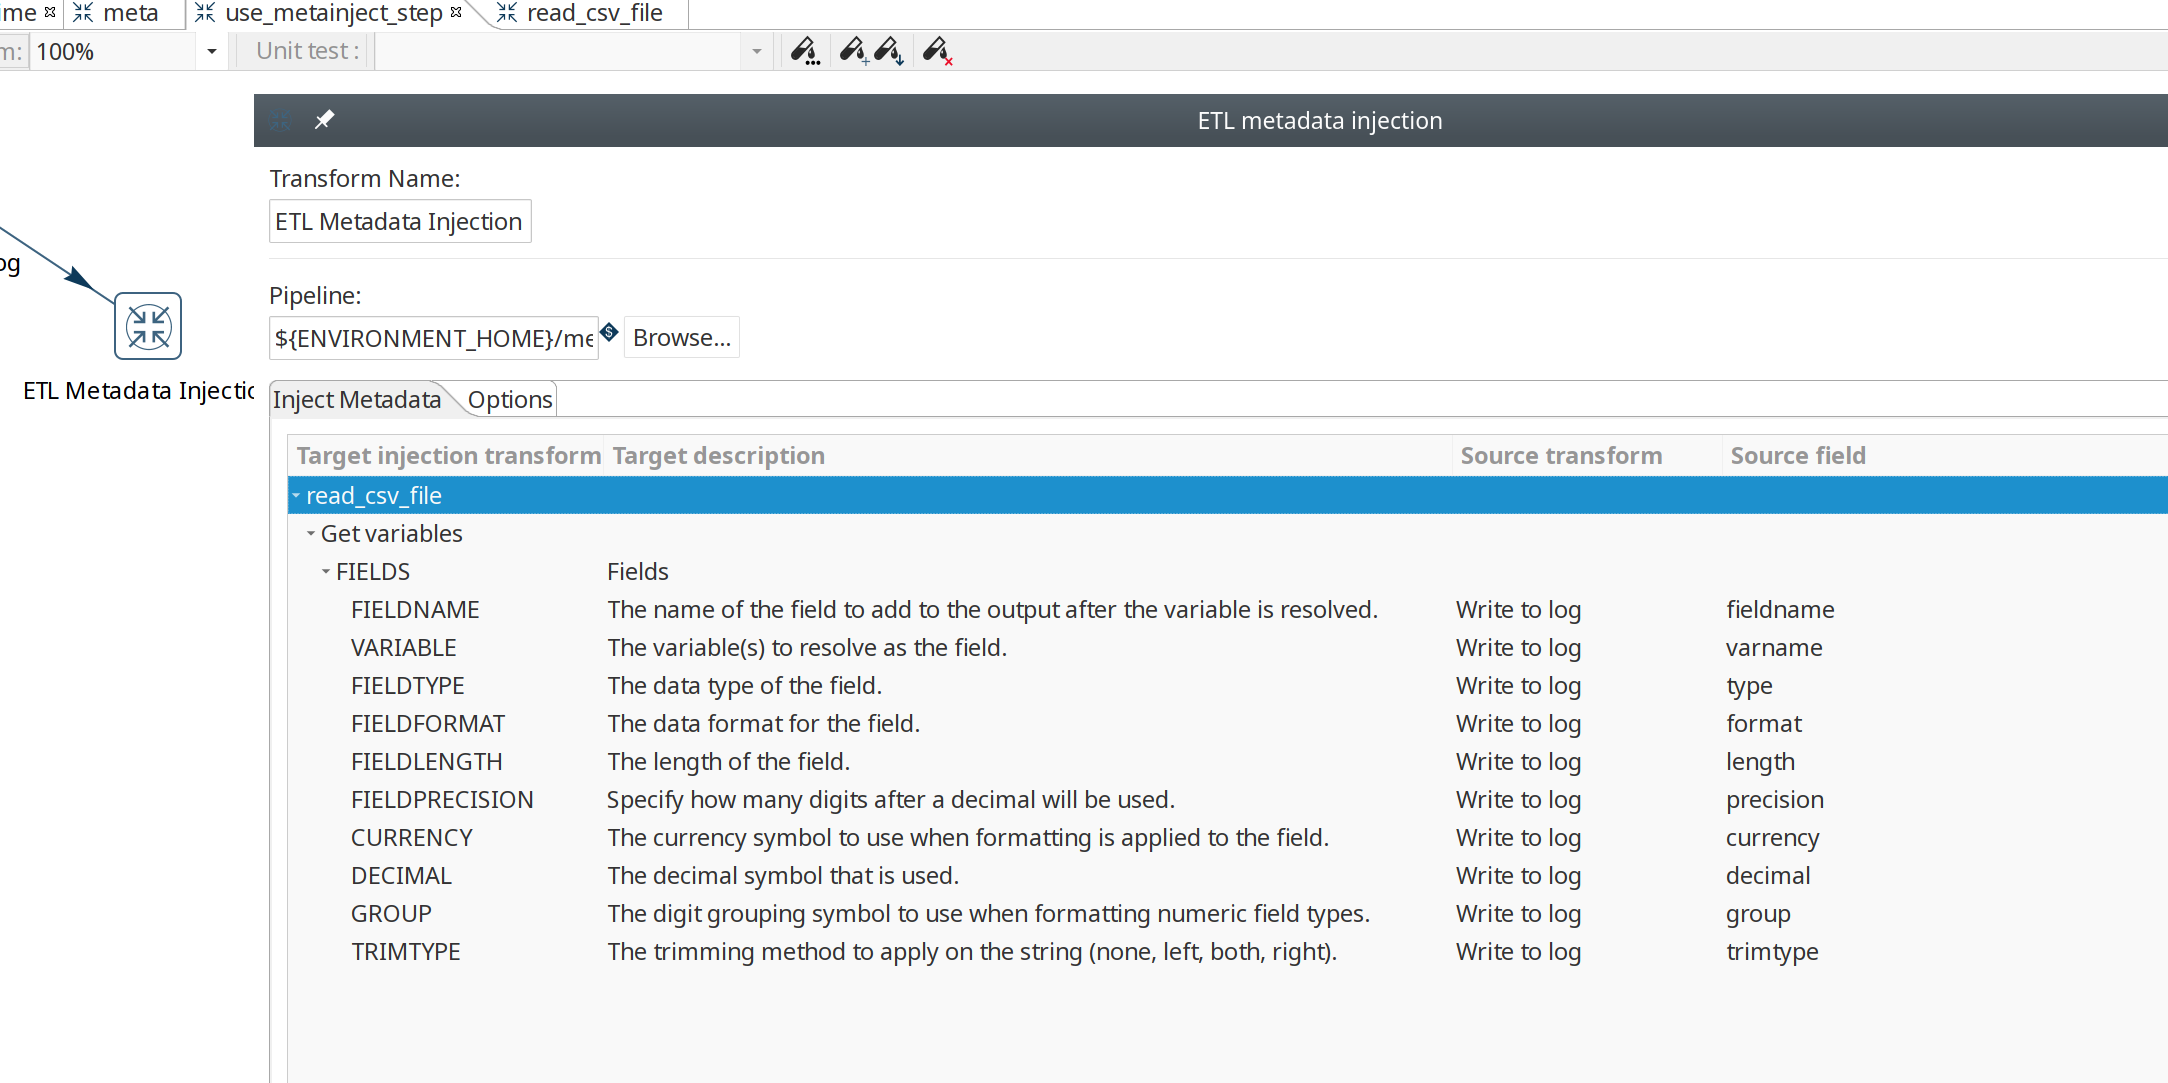 ime meta use_metainject_step read_csv_file
m: 100% Unit test :
ETL metadata injection
Transform Name:
ETL Metadata Injection
og
Pipeline:
${ENVIRONMENT_HOME}/me Browse...
ETL Metadata Injectio
Inject Metadata Options
Target injection transform Target description Source transform Source field
read_csv_file
Get variables
FIELDS Fields
FIELDNAME The name of the field to add to the output after the variable is resolved. Write to log fieldname
VARIABLE The variable(s) to resolve as the field. Write to log varname
FIELDTYPE The data type of the field. Write to log type
FIELDFORMAT The data format for the field. Write to log format
FIELDLENGTH The length of the field. Write to log length
FIELDPRECISION Specify how many digits after a decimal will be used. Write to log precision
CURRENCY The currency symbol to use when formatting is applied to the field. Write to log currency
DECIMAL The decimal symbol that is used. Write to log decimal
GROUP The digit grouping symbol to use when formatting numeric field types. Write to log group
TRIMTYPE The trimming method to apply on the string (none, left, both, right). Write to log trimtype